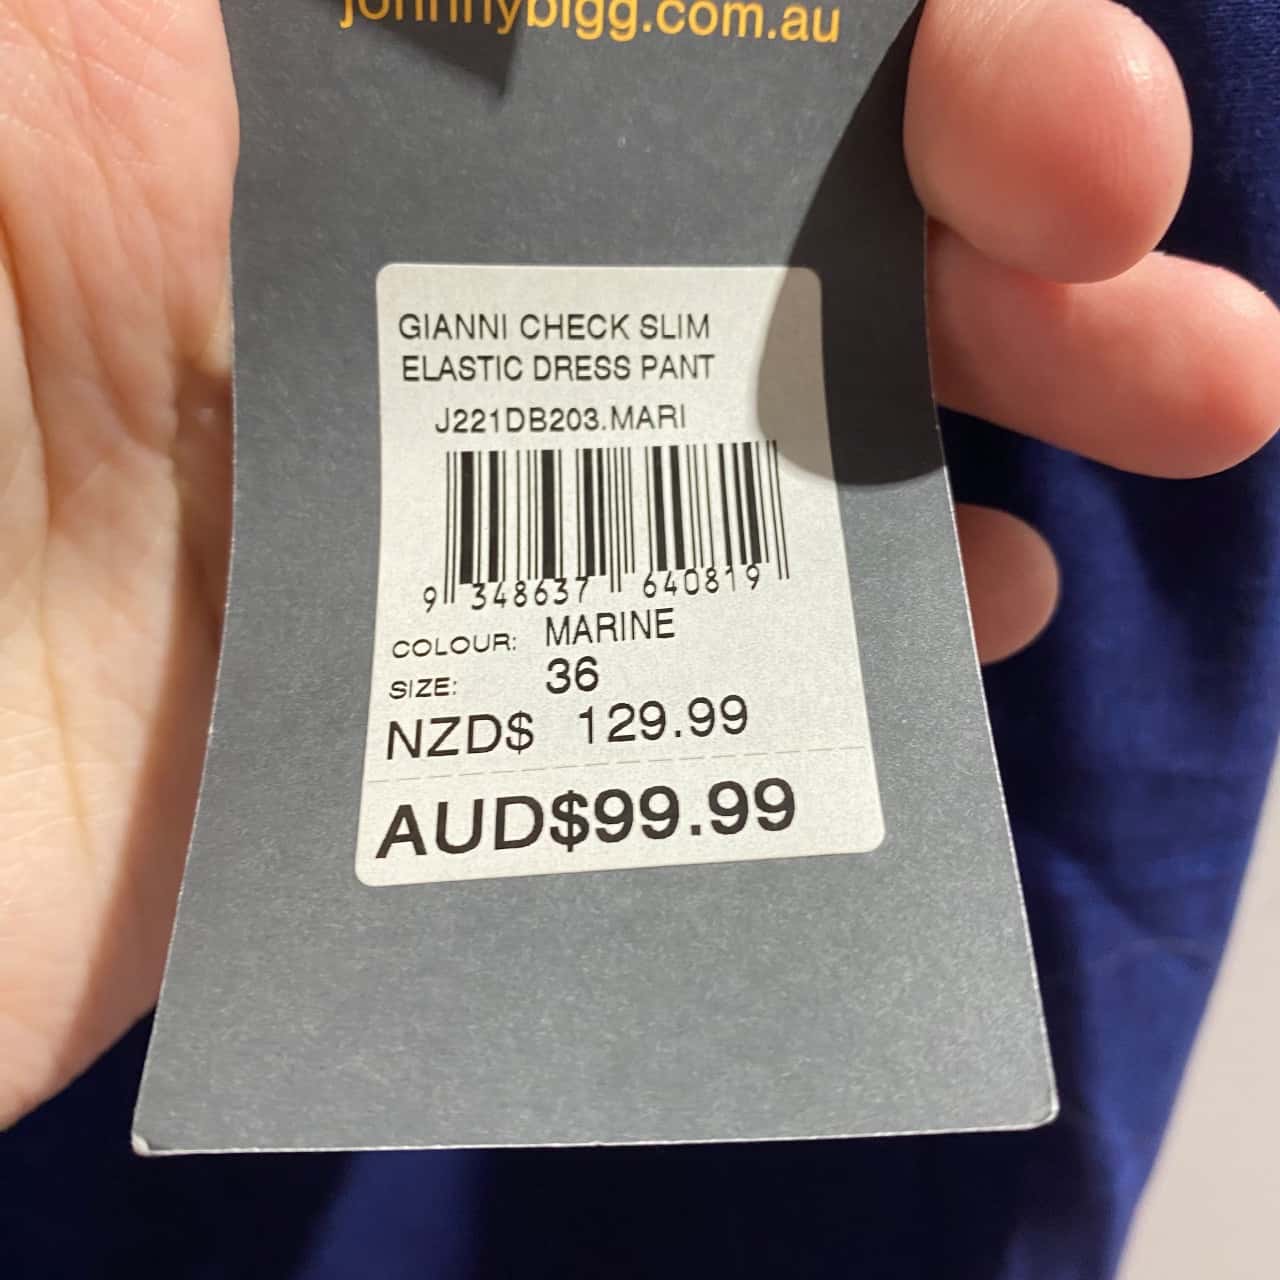 johnnybigg.com.au
GIANNI CHECK SLIM
ELASTIC DRESS PANT
J221DB203.MARI
9 348637 640819
COLOUR: MARINE
SIZE: 36
NZD$ 129.99
AUD$99.99